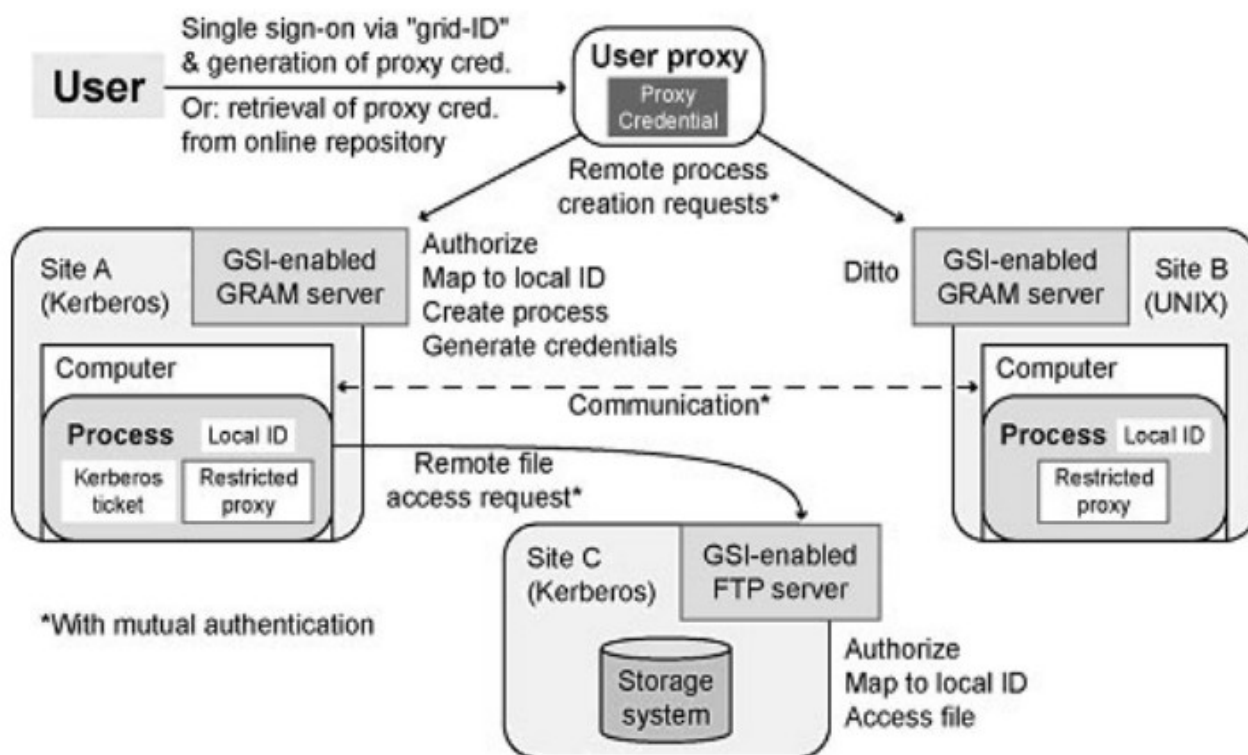 Single sign-on via "grid-ID"
& generation of proxy cred.
User
Or: retrieval of proxy cred.
from online repository
User proxy
Proxy
Credential
Remote process
creation requests*
Site A
(Kerberos)
GSI-enabled
GRAM server
Authorize
Map to local ID
Create process
Generate credentials
Ditto
GSI-enabled
GRAM server
Site B
(UNIX)
Computer
Process
Local ID
Kerberos
ticket
Restricted
proxy
Communication*
Computer
Process
Local ID
Restricted
proxy
Remote file
access request*
Site C
(Kerberos)
GSI-enabled
FTP server
Storage
system
Authorize
Map to local ID
Access file
*With mutual authentication